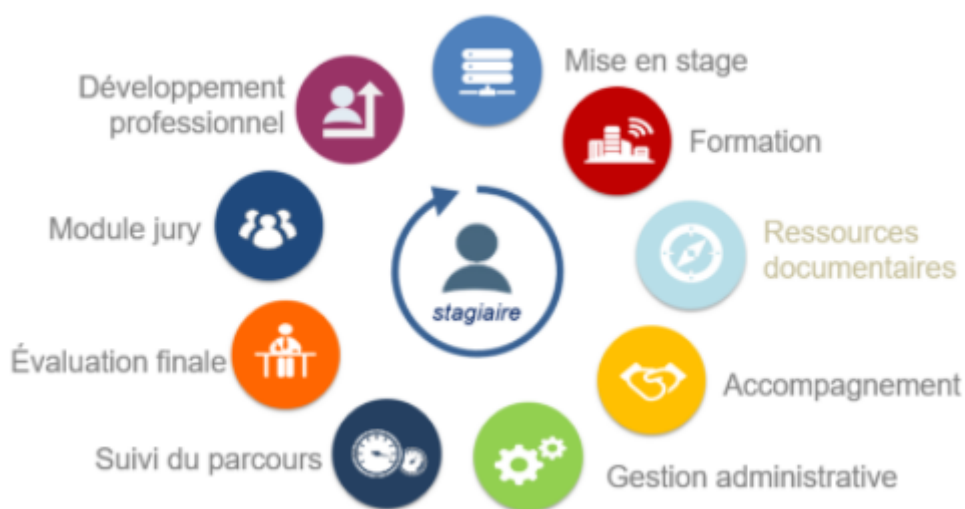 Mise en stage
Formation
Ressources
documentaires
Accompagnement
Gestion administrative
Suivi du parcours
Évaluation finale
Module jury
Développement
professionnel
stagiaire